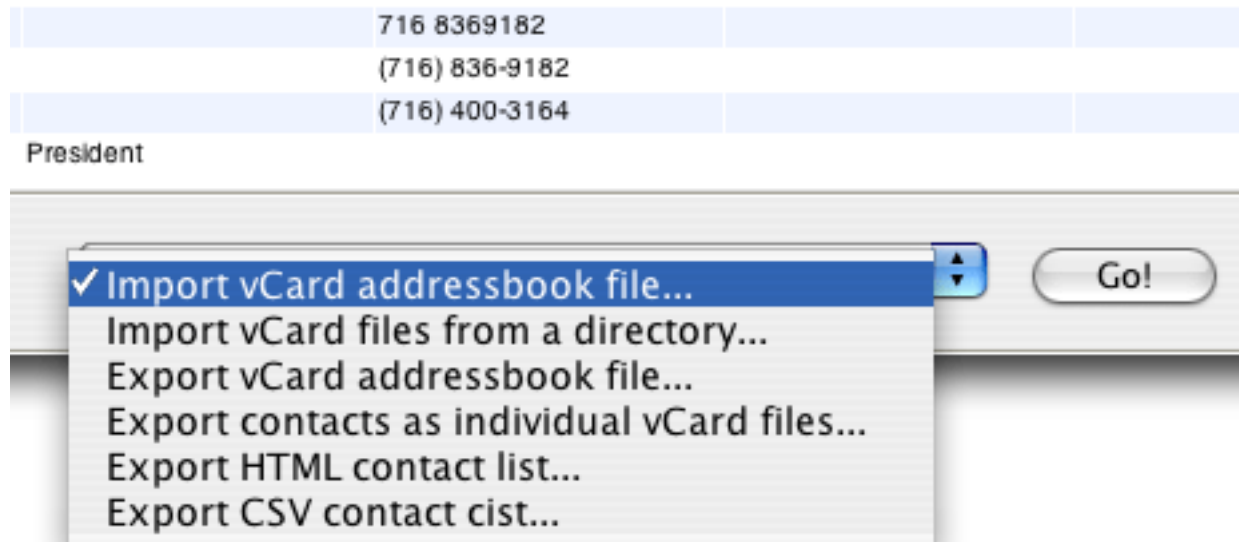 716 8369182
(716) 836-9182
(716) 400-3164
President
Import vCard addressbook file...
Go!
Import vCard files from a directory...
Export vCard addressbook file...
Export contacts as individual vCard files...
Export HTML contact list...
Export CSV contact cist...